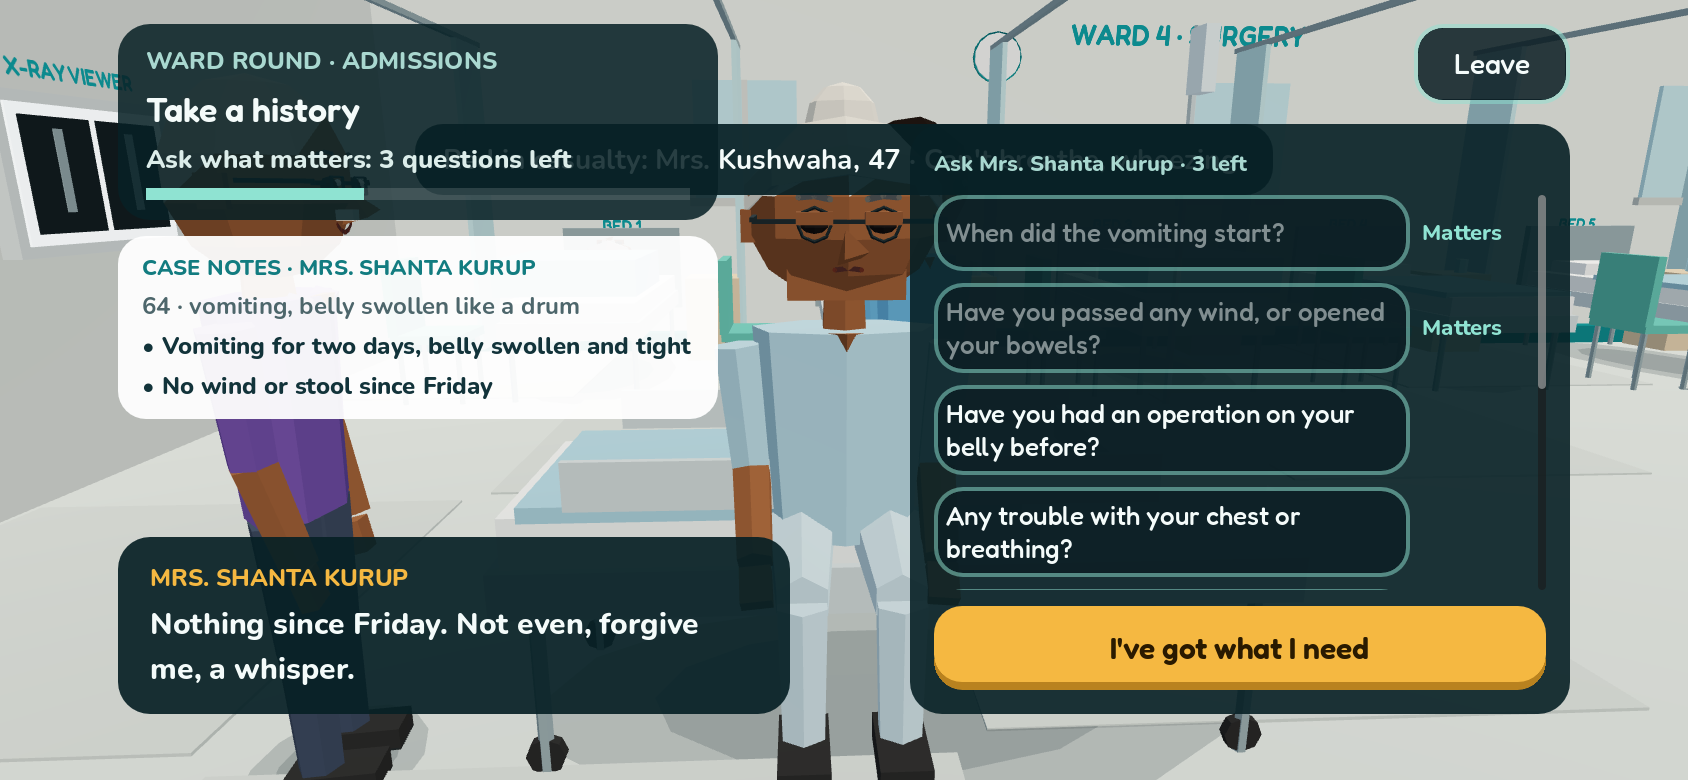 WARD 4 · S RGERY
X-RAY VIEWER
WARD ROUND · ADMISSIONS
Take a history
Ask what matters: 3 questions left
Mrs. Kushwaha, 47
Leave
BED 1
BED 5
CASE NOTES · MRS. SHANTA KURUP
64 · vomiting, belly swollen like a drum
• Vomiting for two days, belly swollen and tight
• No wind or stool since Friday
MRS. SHANTA KURUP
Nothing since Friday. Not even, forgive
me, a whisper.
Ask Mrs. Shanta Kurup · 3 left
When did the vomiting start?
Matters
Have you passed any wind, or opened
your bowels?
Matters
Have you had an operation on your
belly before?
Any trouble with your chest or
breathing?
I've got what I need